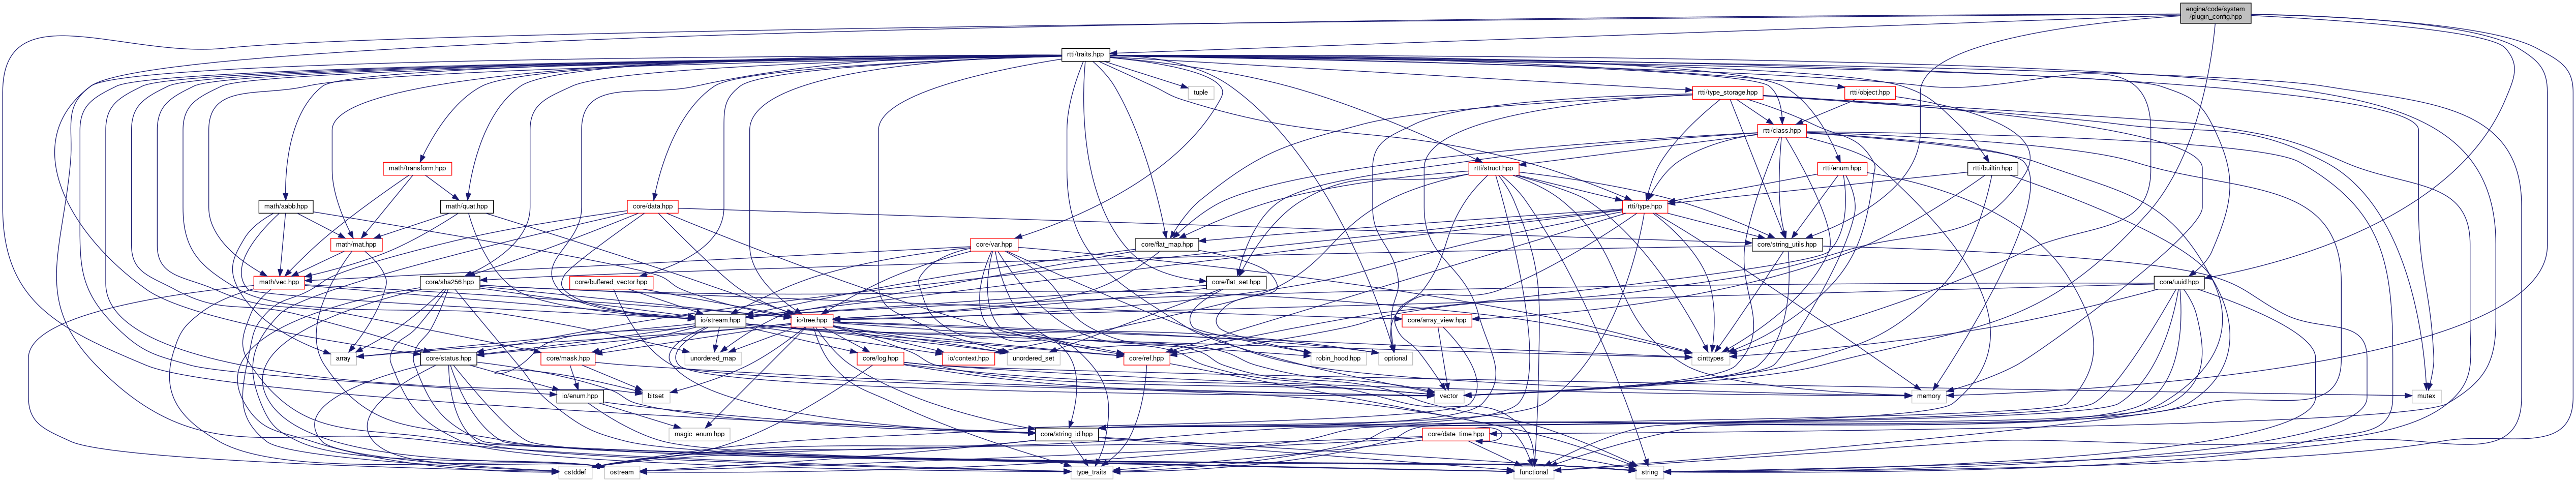 engine/code/system
/plugin_config.hpp
rtti/traits.hpp
tuple
rtti/type_storage.hpp
rtti/object.hpp
rtti/class.hpp
math/transform.hpp
rtti/struct.hpp
rtti/enum.hpp
rtti/builtin.hpp
math/aabb.hpp
math/quat.hpp
core/data.hpp
rtti/type.hpp
math/mat.hpp
core/var.hpp
core/flat_map.hpp
core/string_utils.hpp
math/vec.hpp
core/sha256.hpp
core/buffered_vector.hpp
core/flat_set.hpp
core/uuid.hpp
io/stream.hpp
io/tree.hpp
core/array_view.hpp
array
core/status.hpp
core/mask.hpp
unordered_map
core/log.hpp
io/context.hpp
unordered_set
core/ref.hpp
robin_hood.hpp
optional
cinttypes
io/enum.hpp
bitset
vector
memory
mutex
magic_enum.hpp
core/string_id.hpp
core/date_time.hpp
cstddef
ostream
type_traits
functional
string